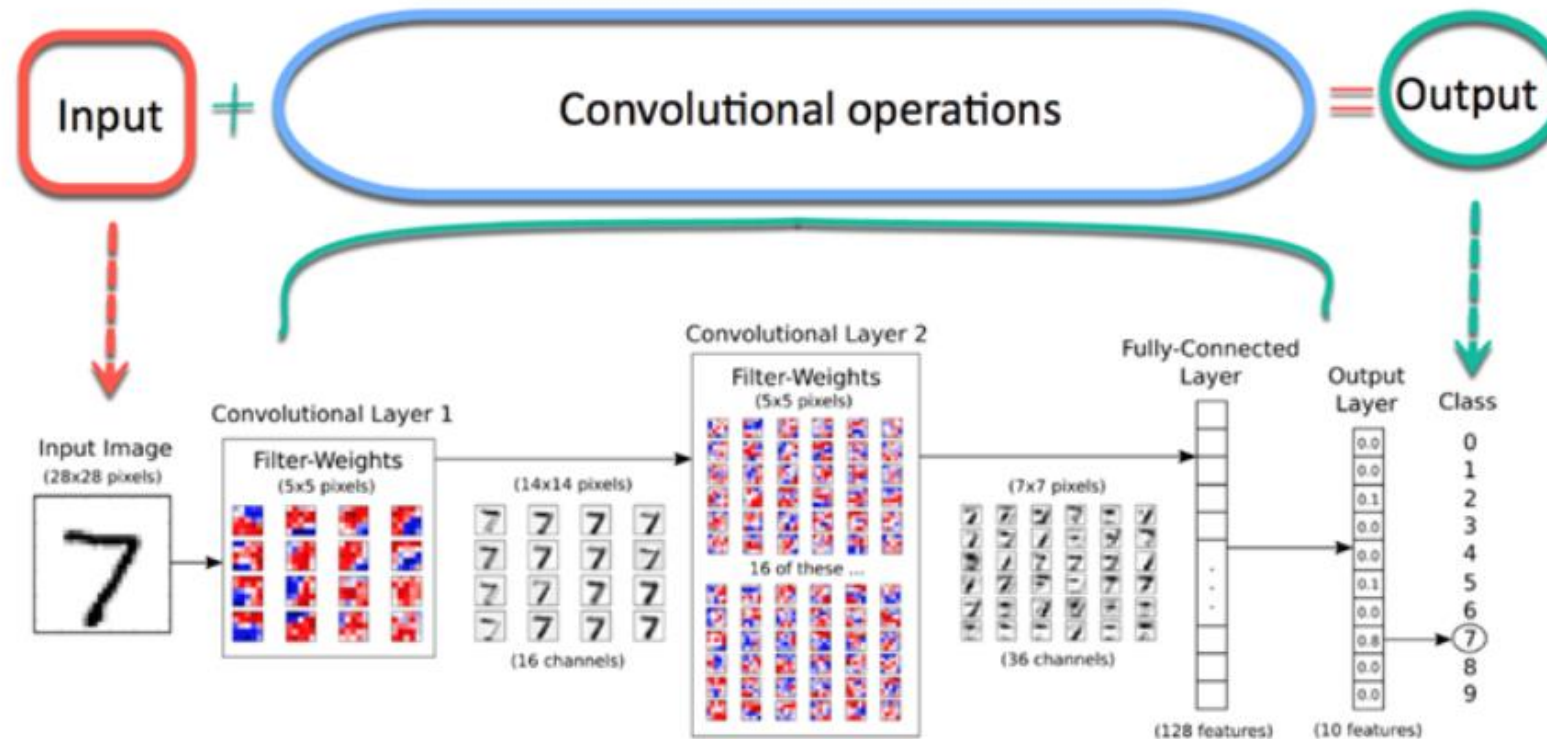 Input + Convolutional operations = Output
Input Image
(28x28 pixels)
Convolutional Layer 1
Filter-Weights
(5x5 pixels)
(14x14 pixels)
(16 channels)
Convolutional Layer 2
Filter-Weights
(5x5 pixels)
16 of these ...
(7x7 pixels)
(36 channels)
Fully-Connected
Layer
(128 features)
Output
Layer
0.0
0.0
0.1
0.0
0.0
0.1
0.0
0.8
0.0
0.0
(10 features)
Class
0
1
2
3
4
5
6
7
8
9